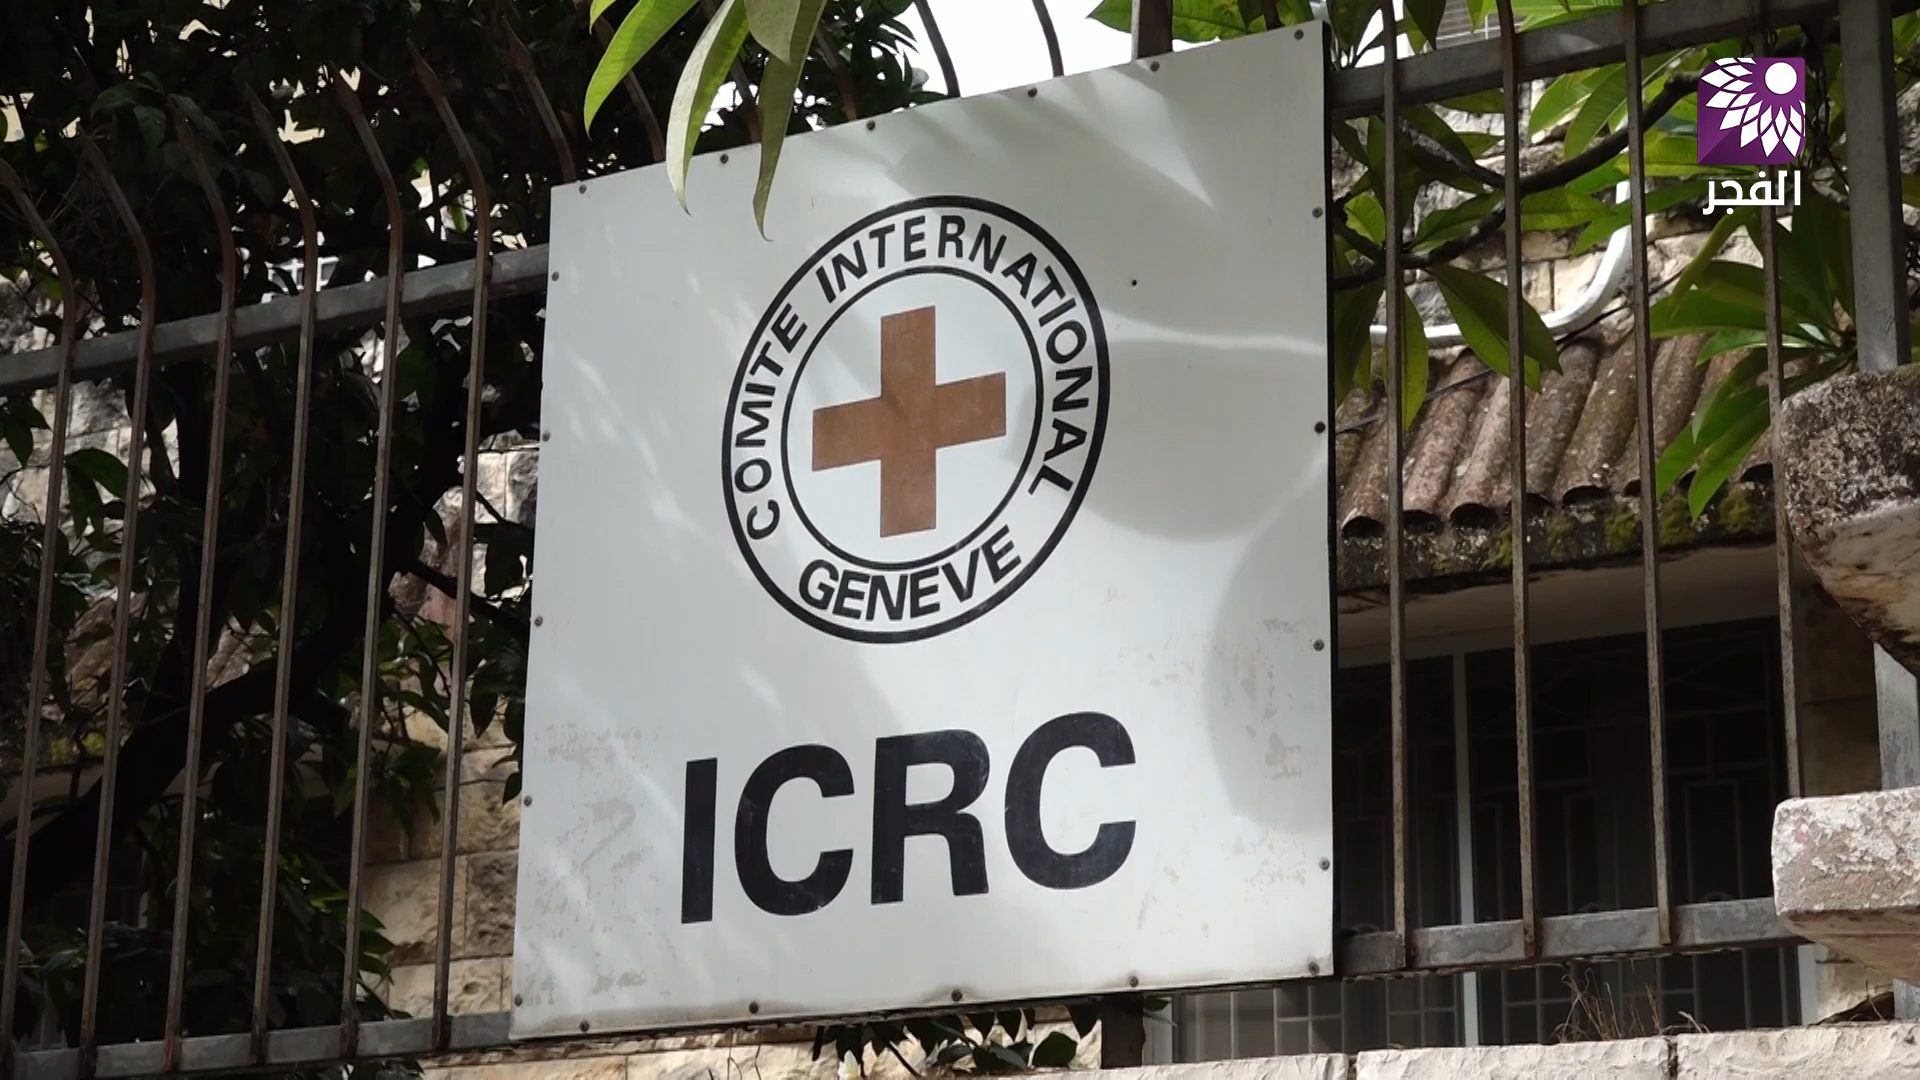 الفجر
COMITE INTERNATIONAL
GENEVE
ICRC